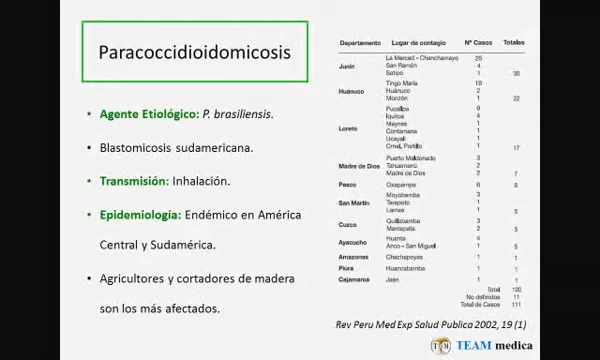 Paracoccidioidomicosis
• Agente Etiológico: P. brasiliensis.
• Blastomicosis sudamericana.
• Transmisión: Inhalación.
• Epidemiología: Endémico en América
Central y Sudamérica.
• Agricultores y cortadores de madera
son los más afectados.
Departamento Lugar de contagio Nº Casos Totales
La Merced - Chanchamayo 25
Junín San Ramón 4
Satipo 1 30
Tingo María 19
Huánuco Huánuco 2
Monzón 1 22
Pucallpa 9
Iquitos 4
Loreto Maynas 1
Contamana 1
Ucayali 1
Crnel. Portillo 1 17
Puerto Maldonado 3
Madre de Dios Tahuamanú 2
Madre de Dios 2 7
Pasco Oxapampa 6 6
Moyobamba 3
San Martín Tarapoto 1
Lamas 1 5
Cuzco Quillabamba 3
Marcapata 2 5
Ayacucho Huanta 4
Anco - San Miguel 1 5
Amazonas Chachapoyas 1 1
Piura Huancabamba 1 1
Cajamarca Jaén 1 1
Total 100
No definidos 11
Total de Casos 111
Rev Peru Med Exp Salud Publica 2002, 19 (1)
TEAM medica